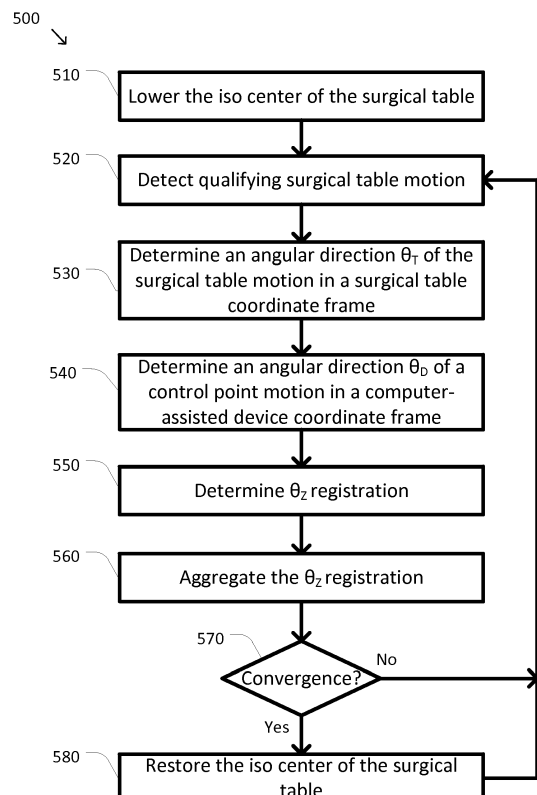 500
510
Lower the iso center of the surgical table
520
Detect qualifying surgical table motion
530
Determine an angular direction θT of the
surgical table motion in a surgical table
coordinate frame
540
Determine an angular direction θD of a
control point motion in a computer-
assisted device coordinate frame
550
Determine θZ registration
560
Aggregate the θZ registration
570
Convergence?
No
Yes
580
Restore the iso center of the surgical
table